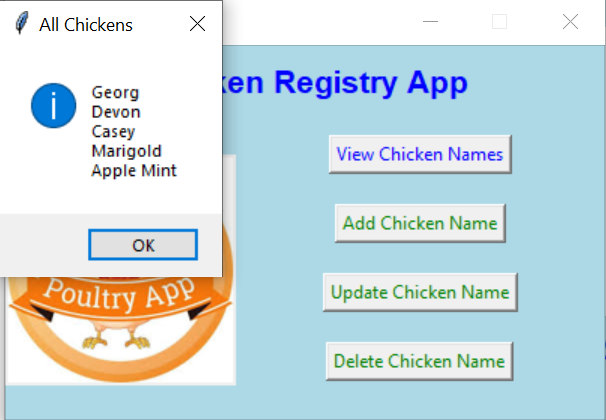 All Chickens
Georg
Devon
Casey
Marigold
Apple Mint
OK
Registry App
View Chicken Names
Add Chicken Name
Update Chicken Name
Delete Chicken Name
Poultry App